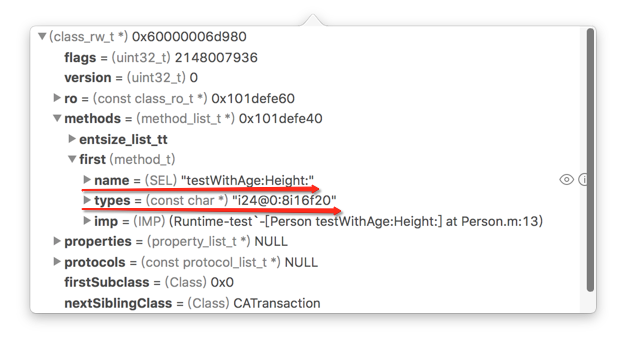 (class_rw_t *) 0x60000006d980
flags = (uint32_t) 2148007936
version = (uint32_t) 0
ro = (const class_ro_t *) 0x101defe60
methods = (method_list_t *) 0x101defe40
entsize_list_tt
first (method_t)
name = (SEL) "testWithAge:Height:"
types = (const char *) "i24@0:8i16f20"
imp = (IMP) (Runtime-test`-[Person testWithAge:Height:] at Person.m:13)
properties = (property_list_t *) NULL
protocols = (protocol_list_t *) NULL
firstSubclass = (Class) 0x0
nextSiblingClass = (Class) CATransaction